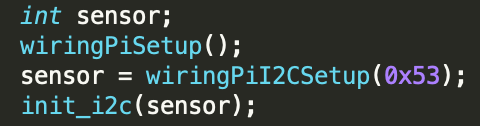 int sensor;
wiringPiSetup();
sensor = wiringPiI2CSetup(0x53);
init_i2c(sensor);